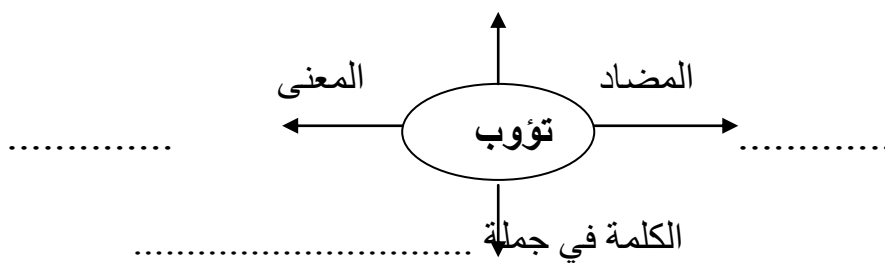 المضاد المعنى
.............. تؤوب ..............
الكلمة في جملة ................................